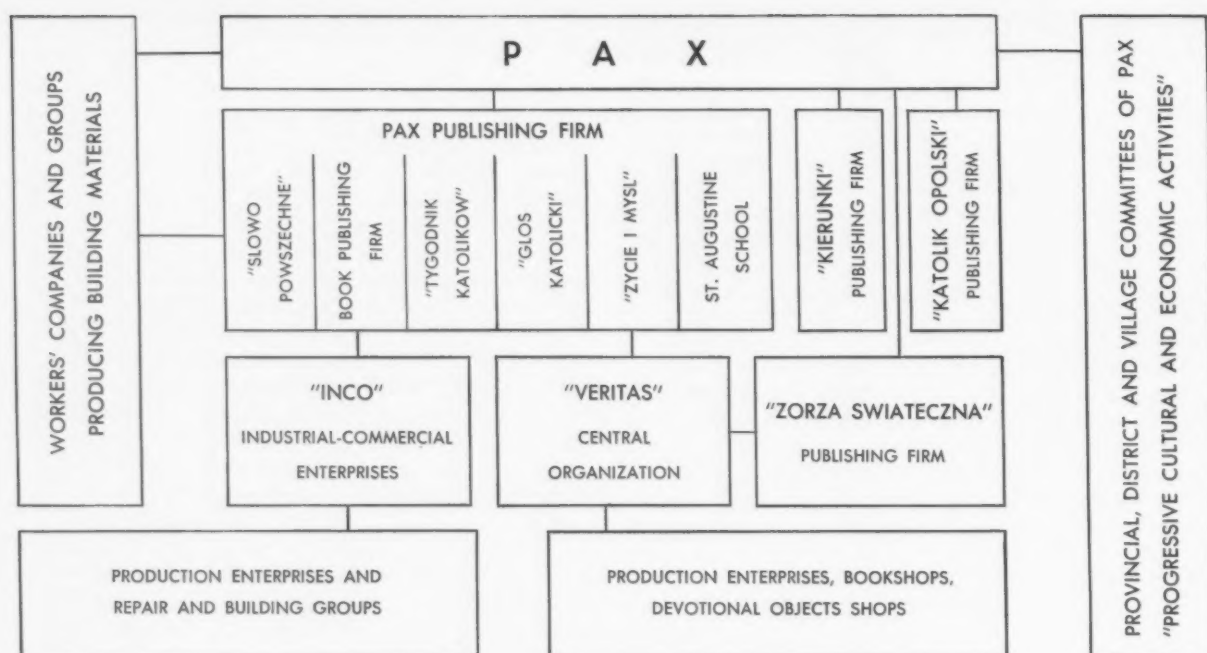 P A X
WORKERS' COMPANIES AND GROUPS
PRODUCING BUILDING MATERIALS
PAX PUBLISHING FIRM
"SLOWO
POWSZECHNE"
BOOK PUBLISHING
FIRM
"TYGODNIK
KATOLIKOW"
"GLOS
KATOLICKI"
"ZYCIE I MYSL"
ST. AUGUSTINE
SCHOOL
"KIERUNKI"
PUBLISHING FIRM
"KATOLIK OPOLSKI"
PUBLISHING FIRM
"INCO"
INDUSTRIAL-COMMERCIAL
ENTERPRISES
"VERITAS"
CENTRAL
ORGANIZATION
"ZORZA SWIATECZNA"
PUBLISHING FIRM
PRODUCTION ENTERPRISES AND
REPAIR AND BUILDING GROUPS
PRODUCTION ENTERPRISES, BOOKSHOPS,
DEVOTIONAL OBJECTS SHOPS
PROVINCIAL, DISTRICT AND VILLAGE COMMITTEES OF PAX
"PROGRESSIVE CULTURAL AND ECONOMIC ACTIVITIES"